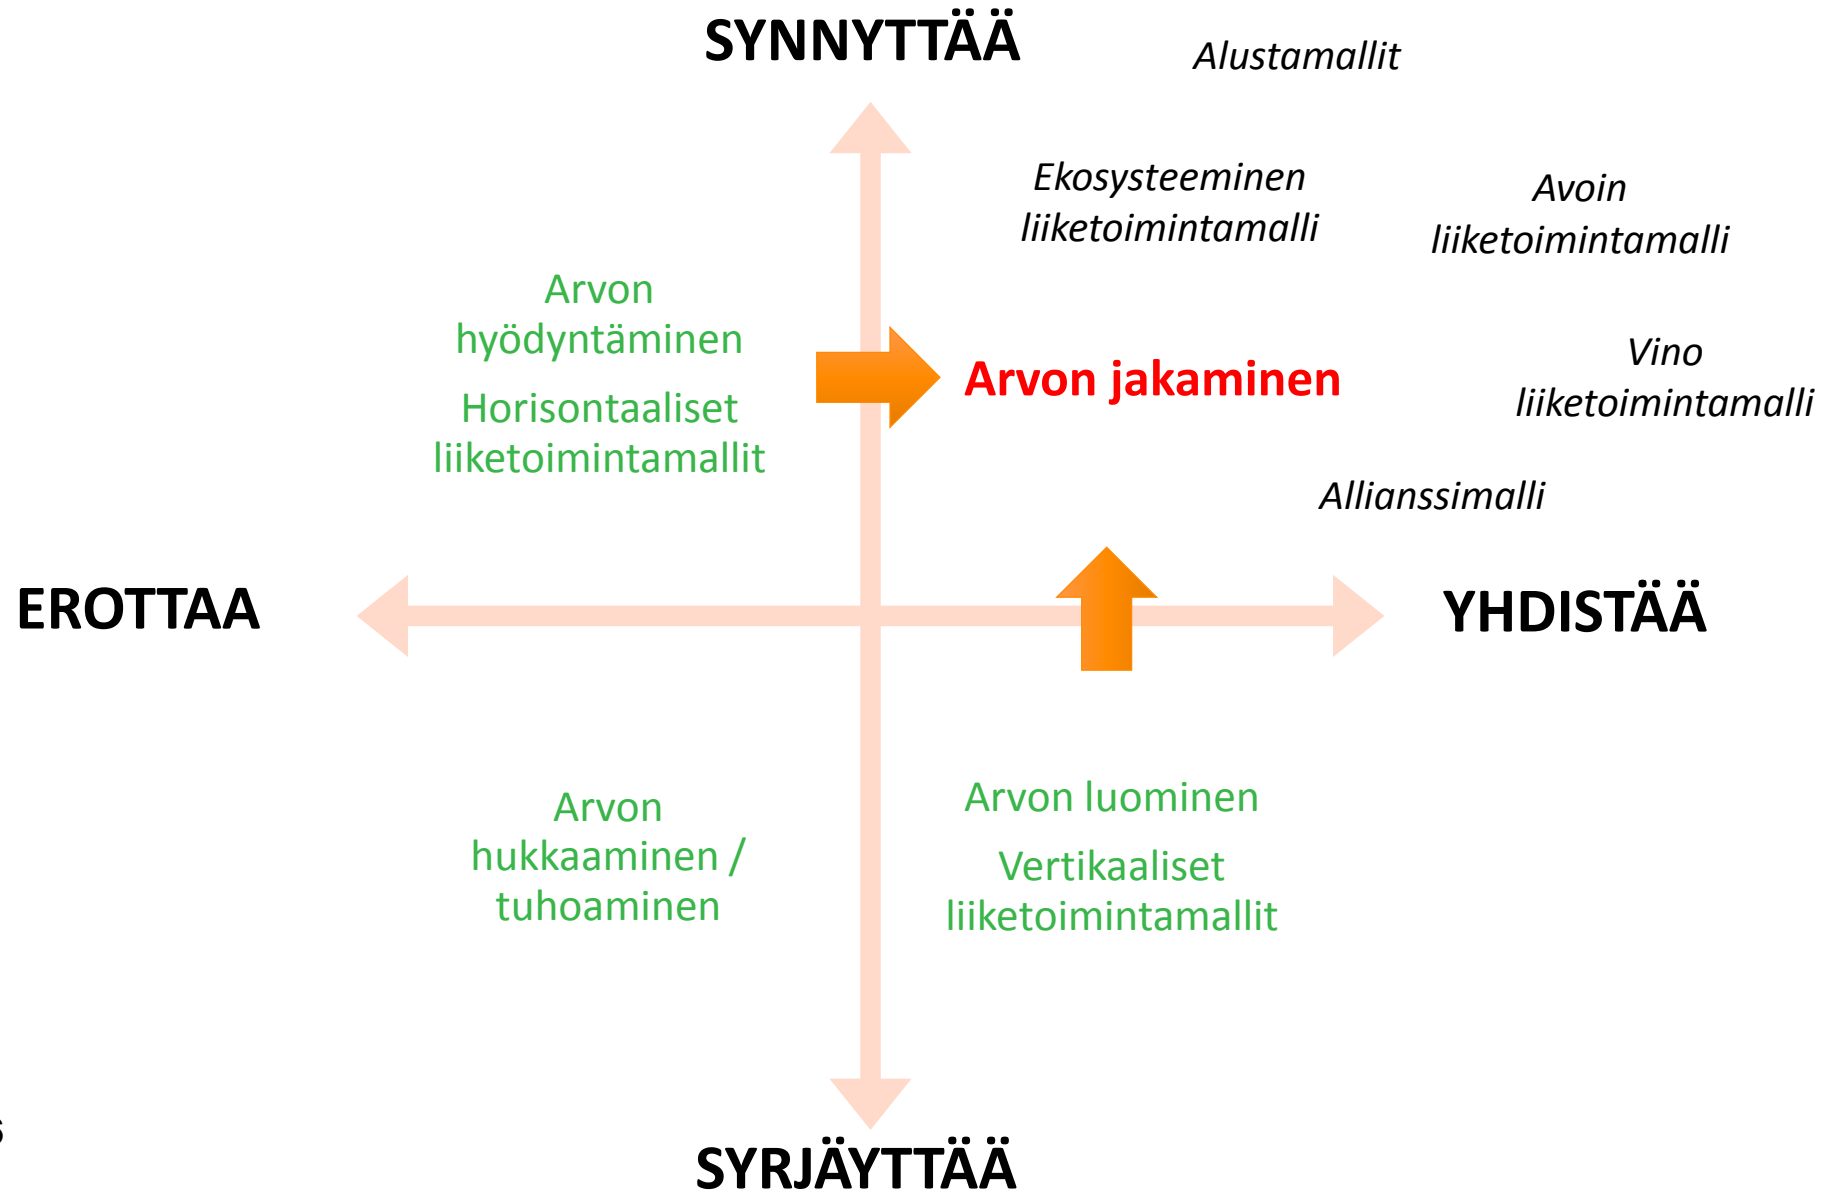 SYNNYTTÄÄ
Alustamallit
Ekosysteeminen
liiketoimintamalli
Avoin
liiketoimintamalli
Arvon
hyödyntäminen
Horisontaaliset
liiketoimintamallit
Arvon jakaminen
Vino
liiketoimintamalli
Allianssimalli
EROTTAA
YHDISTÄÄ
Arvon
hukkaaminen /
tuhoaminen
Arvon luominen
Vertikaaliset
liiketoimintamallit
SYRJÄYTTÄÄ